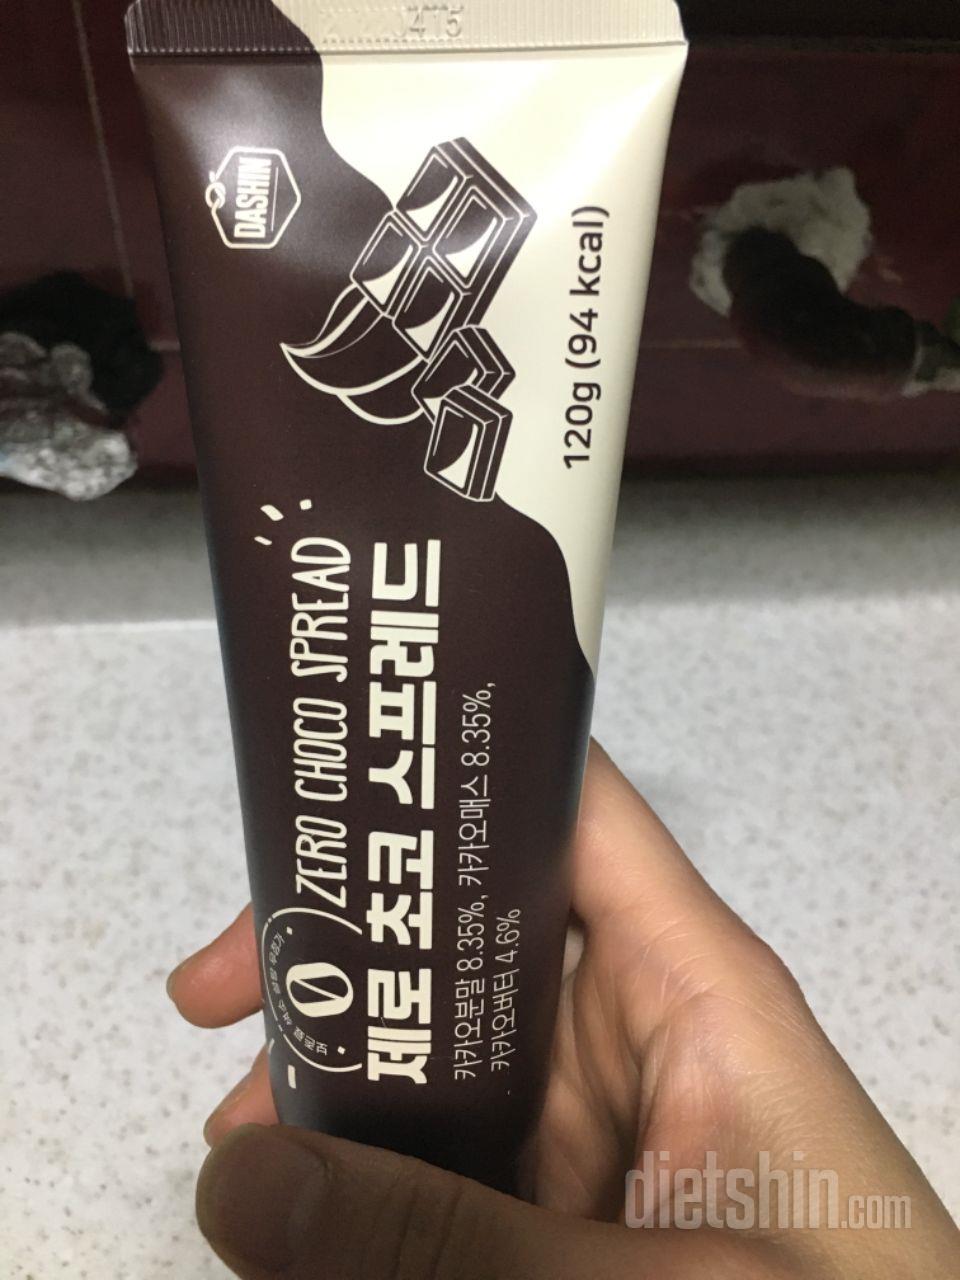 DASHIN
120g (94 kcal)
ZERO CHOCO SPREAD
0
제로 초코 스프레드
카카오분말 8.35%, 카카오매스 8.35%,
카카오버터 4.6%
dietshin.com